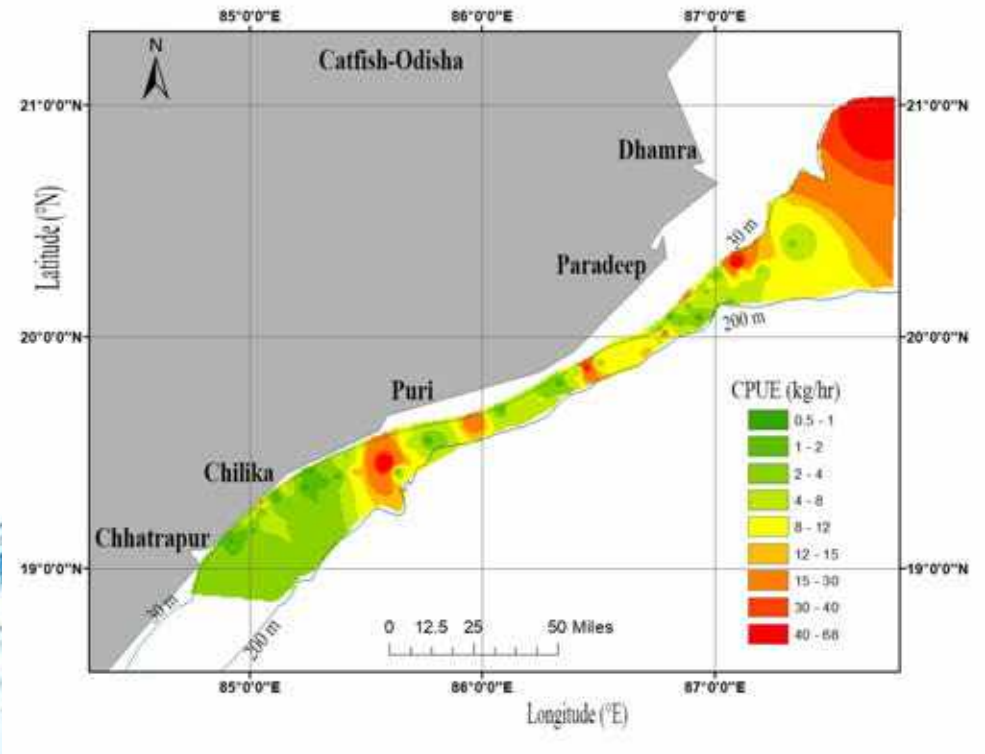 85°0'0"E 86°0'0"E 87°0'0"E
N
Catfish-Odisha
21°0'0"N 21°0'0"N
Dhamra
Latitude (°N)
30 m
Paradeep
200 m
20°0'0"N 20°0'0"N
Puri
CPUE (kg/hr)
0.5 - 1
1 - 2
2 - 4
4 - 8
8 - 12
12 - 15
15 - 30
30 - 40
40 - 68
Chilika
Chhatrapur
19°0'0"N 19°0'0"N
30 m
200 m
0 12.5 25 50 Miles
85°0'0"E 86°0'0"E 87°0'0"E
Longitude (°E)